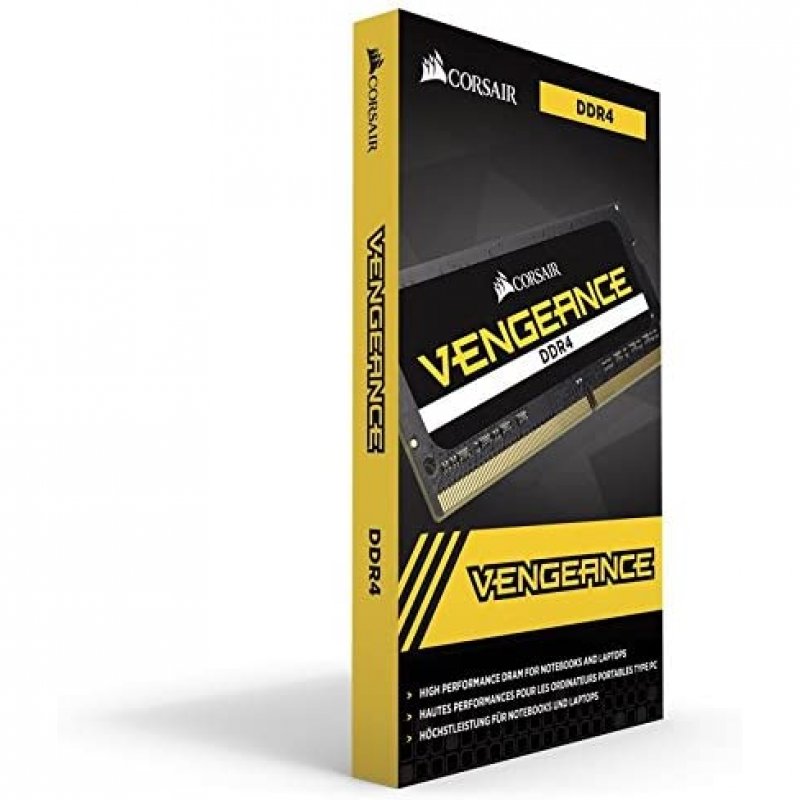 CORSAIR
VENGEANCE
DDR4
CORSAIR
DDR4
CORSAIR
VENGEANCE
DDR4
VENGEANCE
> HIGH PERFORMANCE DRAM FOR NOTEBOOKS AND LAPTOPS
> HAUTES PERFORMANCES POUR LES ORDINATEURS PORTABLES TYPE PC
> HÖCHSTLEISTUNG FÜR NOTEBOOKS UND LAPTOPS